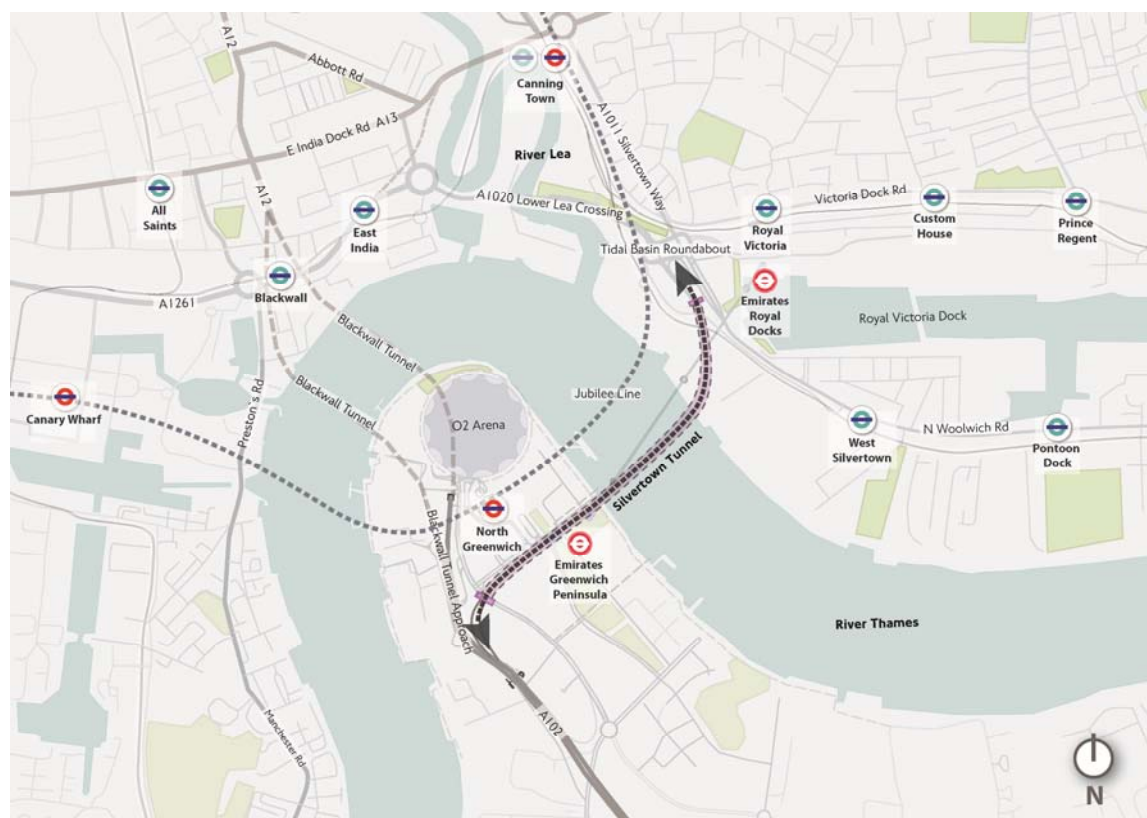 A12
Abbott Rd
Canning
Town
A1011 Silvertown Way
E India Dock Rd A13
River Lea
All
Saints
A12
East
India
A1020 Lower Lea Crossing
Royal
Victoria
Victoria Dock Rd
Custom
House
Prince
Regent
Tidal Basin Roundabout
A1261
Blackwall
Emirates
Royal
Docks
Royal Victoria Dock
Blackwall Tunnel
Blackwall Tunnel
Preston's Rd
Canary Wharf
Jubilee Line
O2 Arena
West
Silvertown
N Woolwich Rd
Pontoon
Dock
Silvertown Tunnel
North
Greenwich
Blackwall Tunnel Approach
Emirates
Greenwich
Peninsula
River Thames
Manchester Rd
A102
N